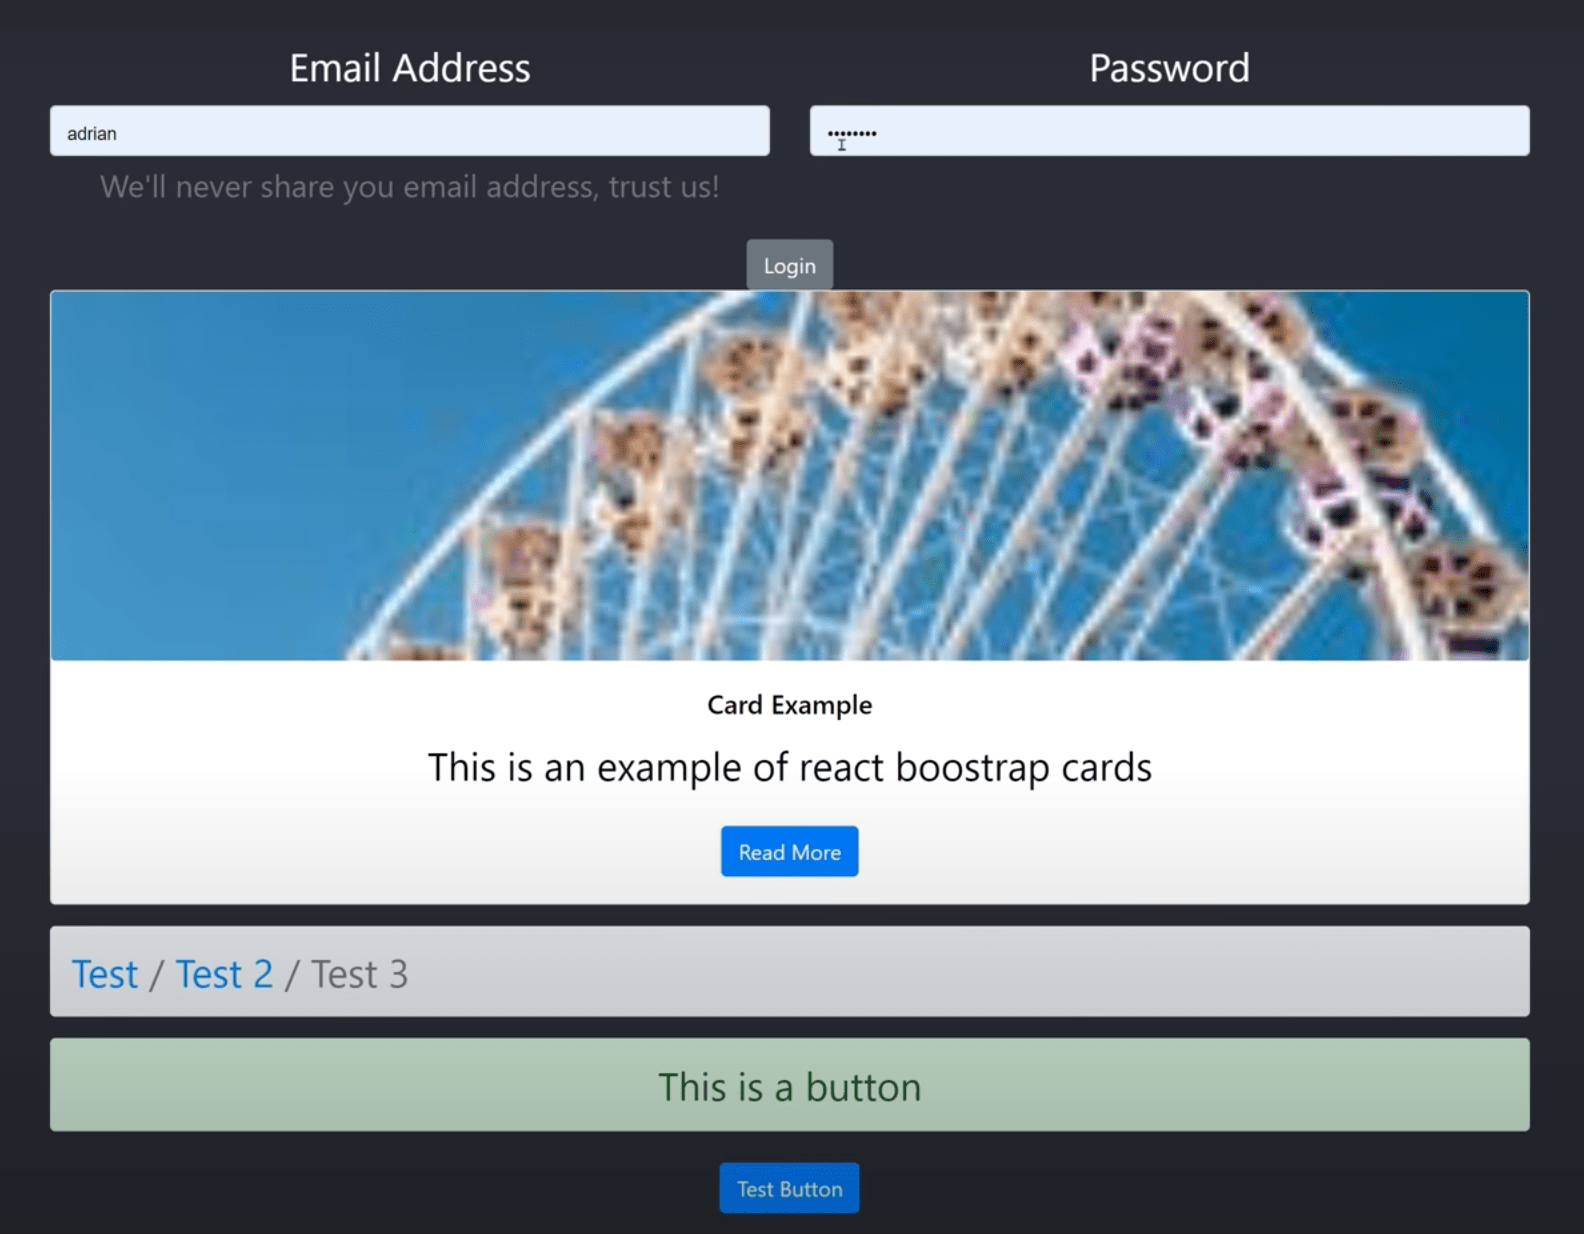 Email Address
Password
adrian
••••••••
We'll never share you email address, trust us!
Login
Card Example
This is an example of react boostrap cards
Read More
Test / Test 2 / Test 3
This is a button
Test Button